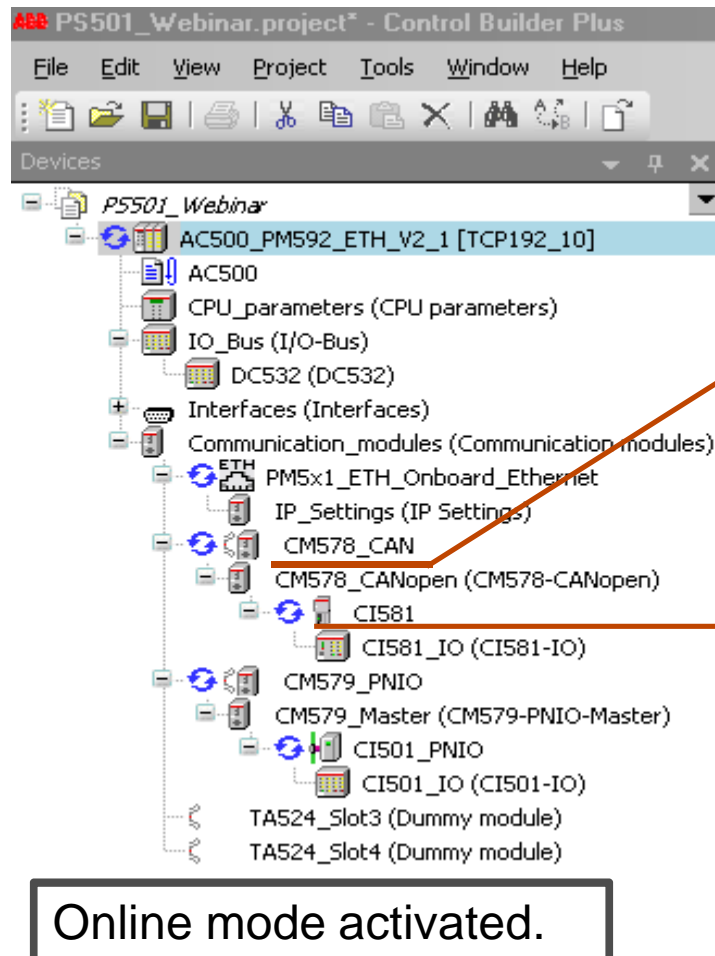 ABB PS501_Webinar.project* - Control Builder Plus
File Edit View Project Tools Window Help
Devices
PS501_Webinar
AC500_PM592_ETH_V2_1 [TCP192_10]
AC500
CPU_parameters (CPU parameters)
IO_Bus (I/O-Bus)
DC532 (DC532)
Interfaces (Interfaces)
Communication_modules (Communication modules)
ETH PM5x1_ETH_Onboard_Ethernet
IP_Settings (IP Settings)
CM578_CAN
CM578_CANopen (CM578-CANopen)
CI581
CI581_IO (CI581-IO)
CM579_PNIO
CM579_Master (CM579-PNIO-Master)
CI501_PNIO
CI501_IO (CI501-IO)
TA524_Slot3 (Dummy module)
TA524_Slot4 (Dummy module)
Online mode activated.